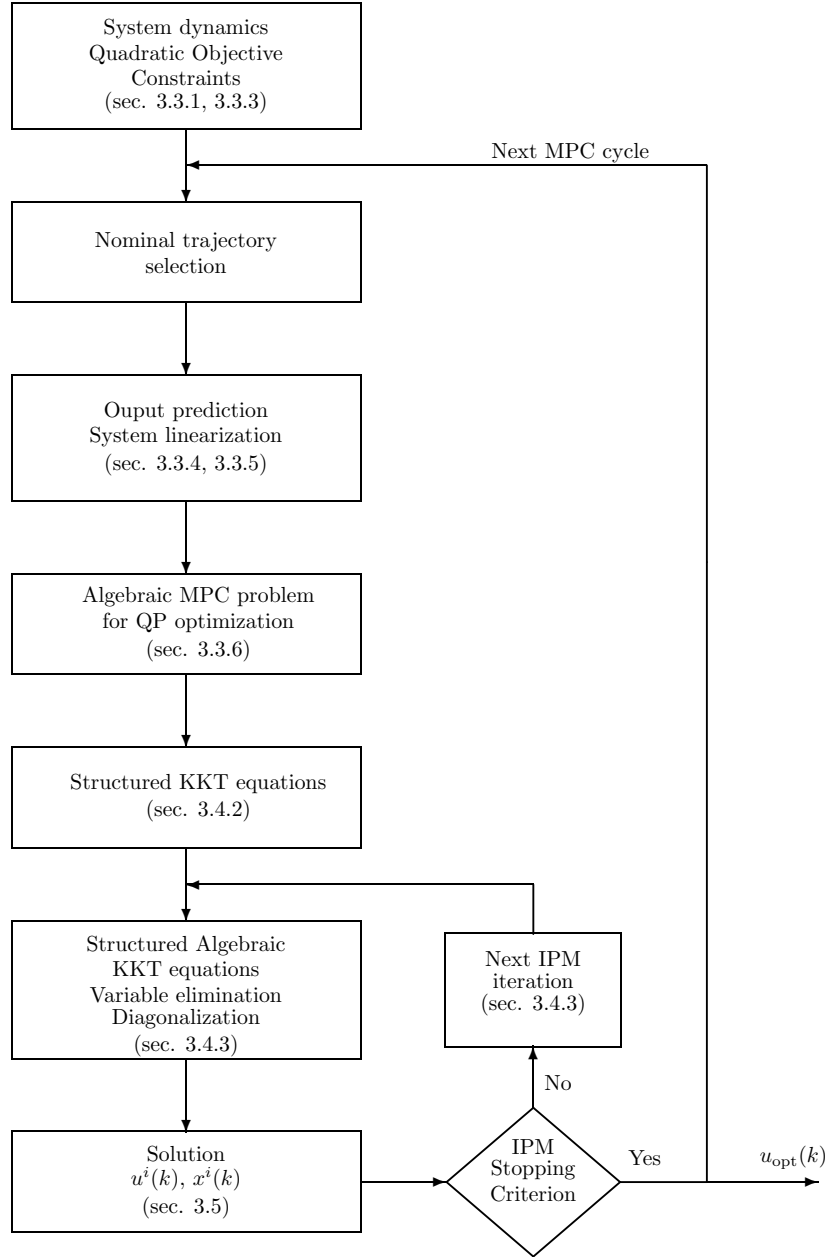 System dynamics
Quadratic Objective
Constraints
(sec. 3.3.1, 3.3.3)
Next MPC cycle
Nominal trajectory
selection
Ouput prediction
System linearization
(sec. 3.3.4, 3.3.5)
Algebraic MPC problem
for QP optimization
(sec. 3.3.6)
Structured KKT equations
(sec. 3.4.2)
Structured Algebraic
KKT equations
Variable elimination
Diagonalization
(sec. 3.4.3)
Next IPM
iteration
(sec. 3.4.3)
No
Solution
u^i(k), x^i(k)
(sec. 3.5)
IPM
Stopping
Criterion
Yes
u_opt(k)